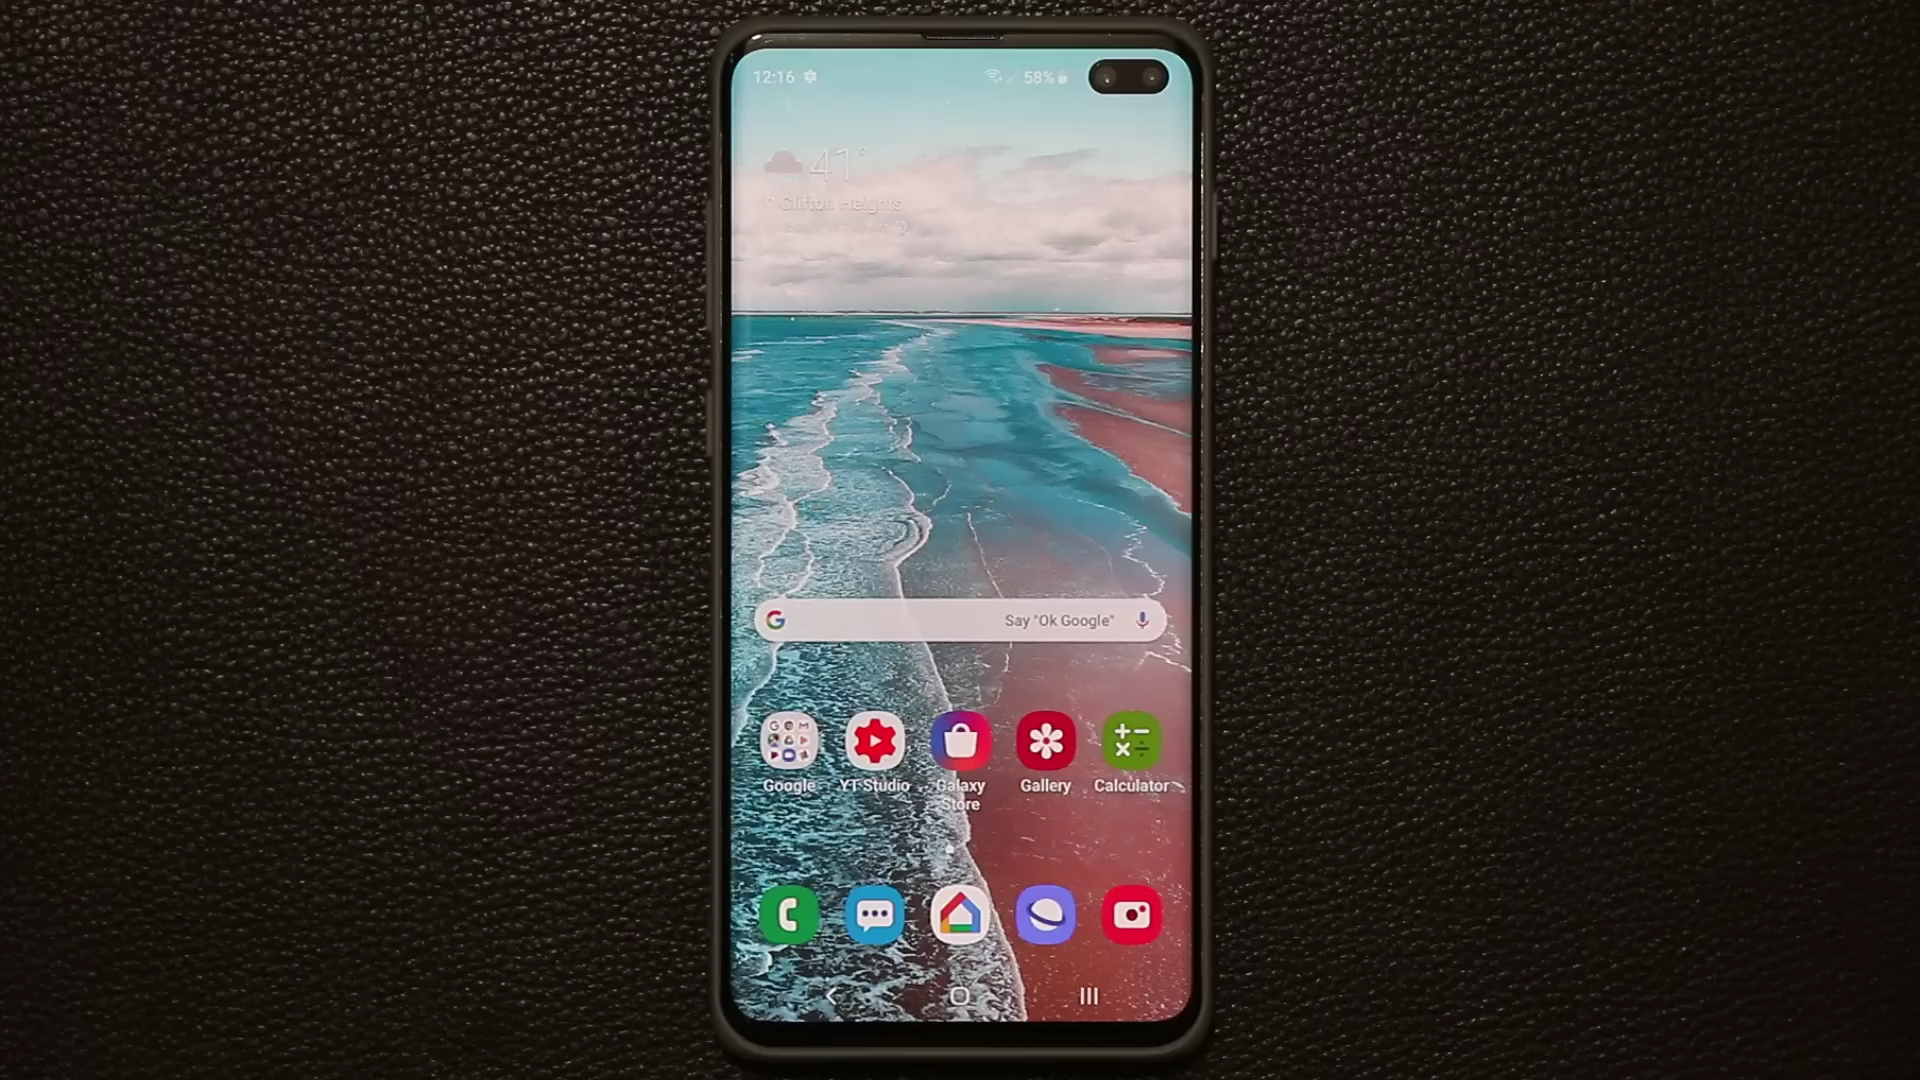 12:16
58%
41°
Clifton Heights
Say "Ok Google"
Google
YT Studio
Galaxy
Store
Gallery
Calculator